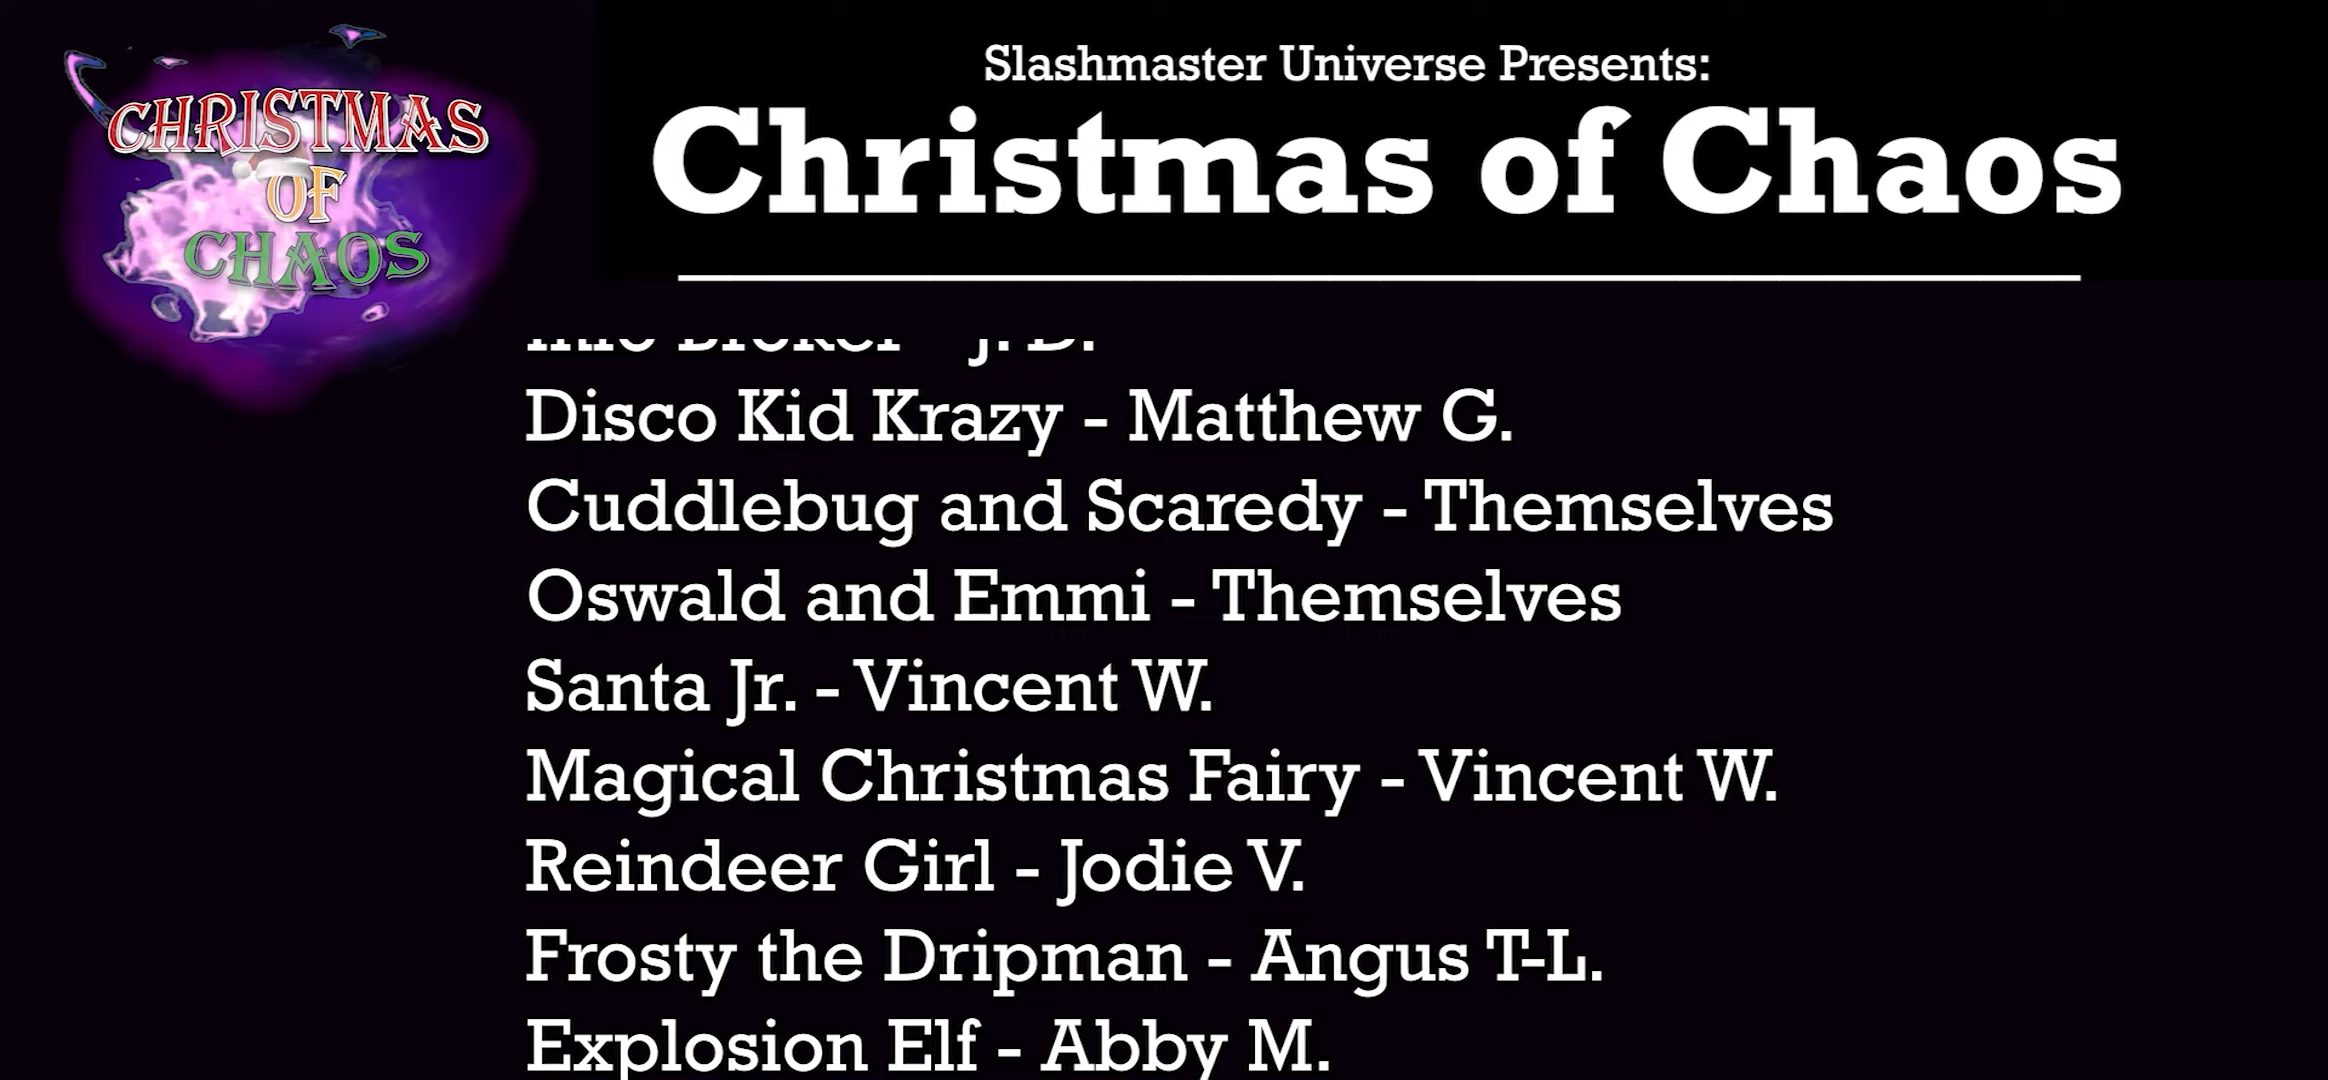 CHRISTMAS
OF
CHAOS
Slashmaster Universe Presents:
Christmas of Chaos
Disco Kid Krazy - Matthew G.
Cuddlebug and Scaredy - Themselves
Oswald and Emmi - Themselves
Santa Jr. - Vincent W.
Magical Christmas Fairy - Vincent W.
Reindeer Girl - Jodie V.
Frosty the Dripman - Angus T-L.
Explosion Elf - Abby M.